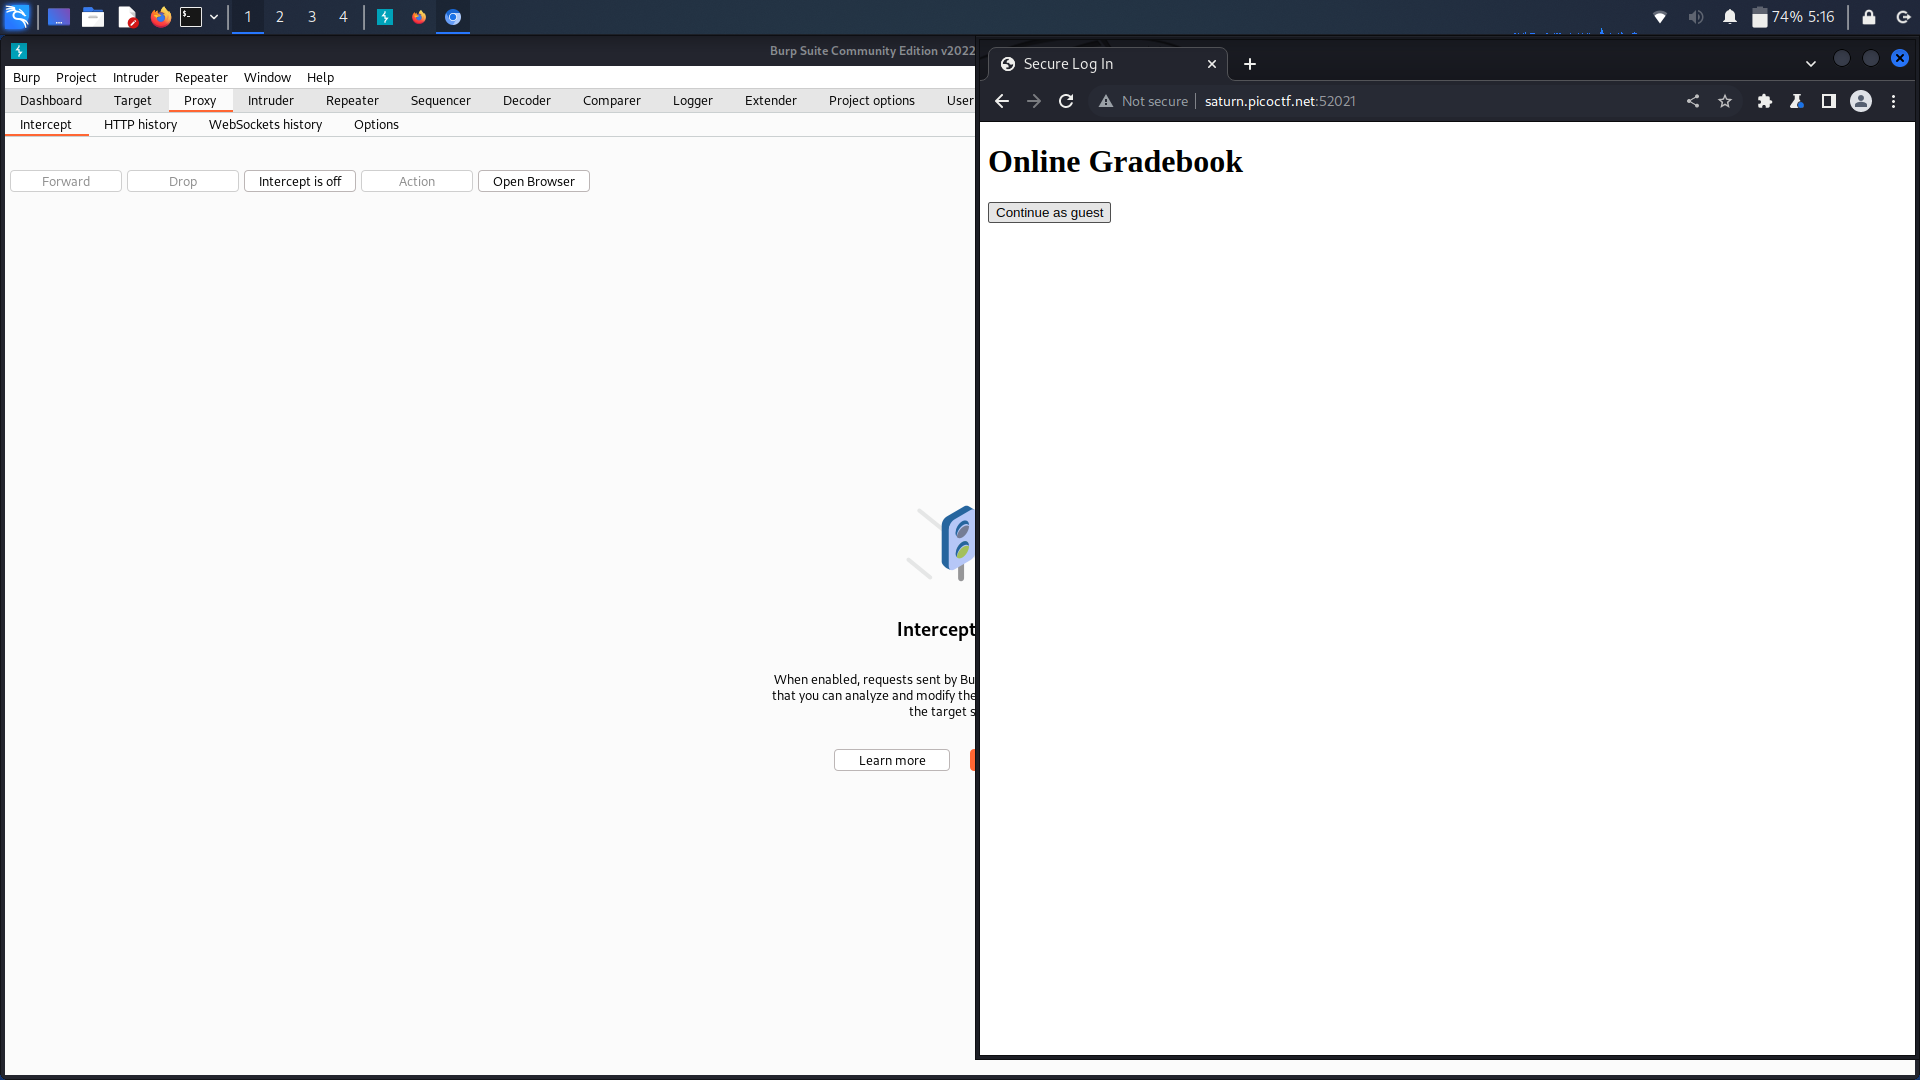 1 2 3 4 74% 5:16
Burp Suite Community Edition v2022
Burp Project Intruder Repeater Window Help
Dashboard Target Proxy Intruder Repeater Sequencer Decoder Comparer Logger Extender Project options User
Intercept HTTP history WebSockets history Options
Forward Drop Intercept is off Action Open Browser
Intercept
When enabled, requests sent by Bu
that you can analyze and modify the
the target s
Learn more
Secure Log In
Not secure saturn.picoctf.net:52021
Online Gradebook
Continue as guest